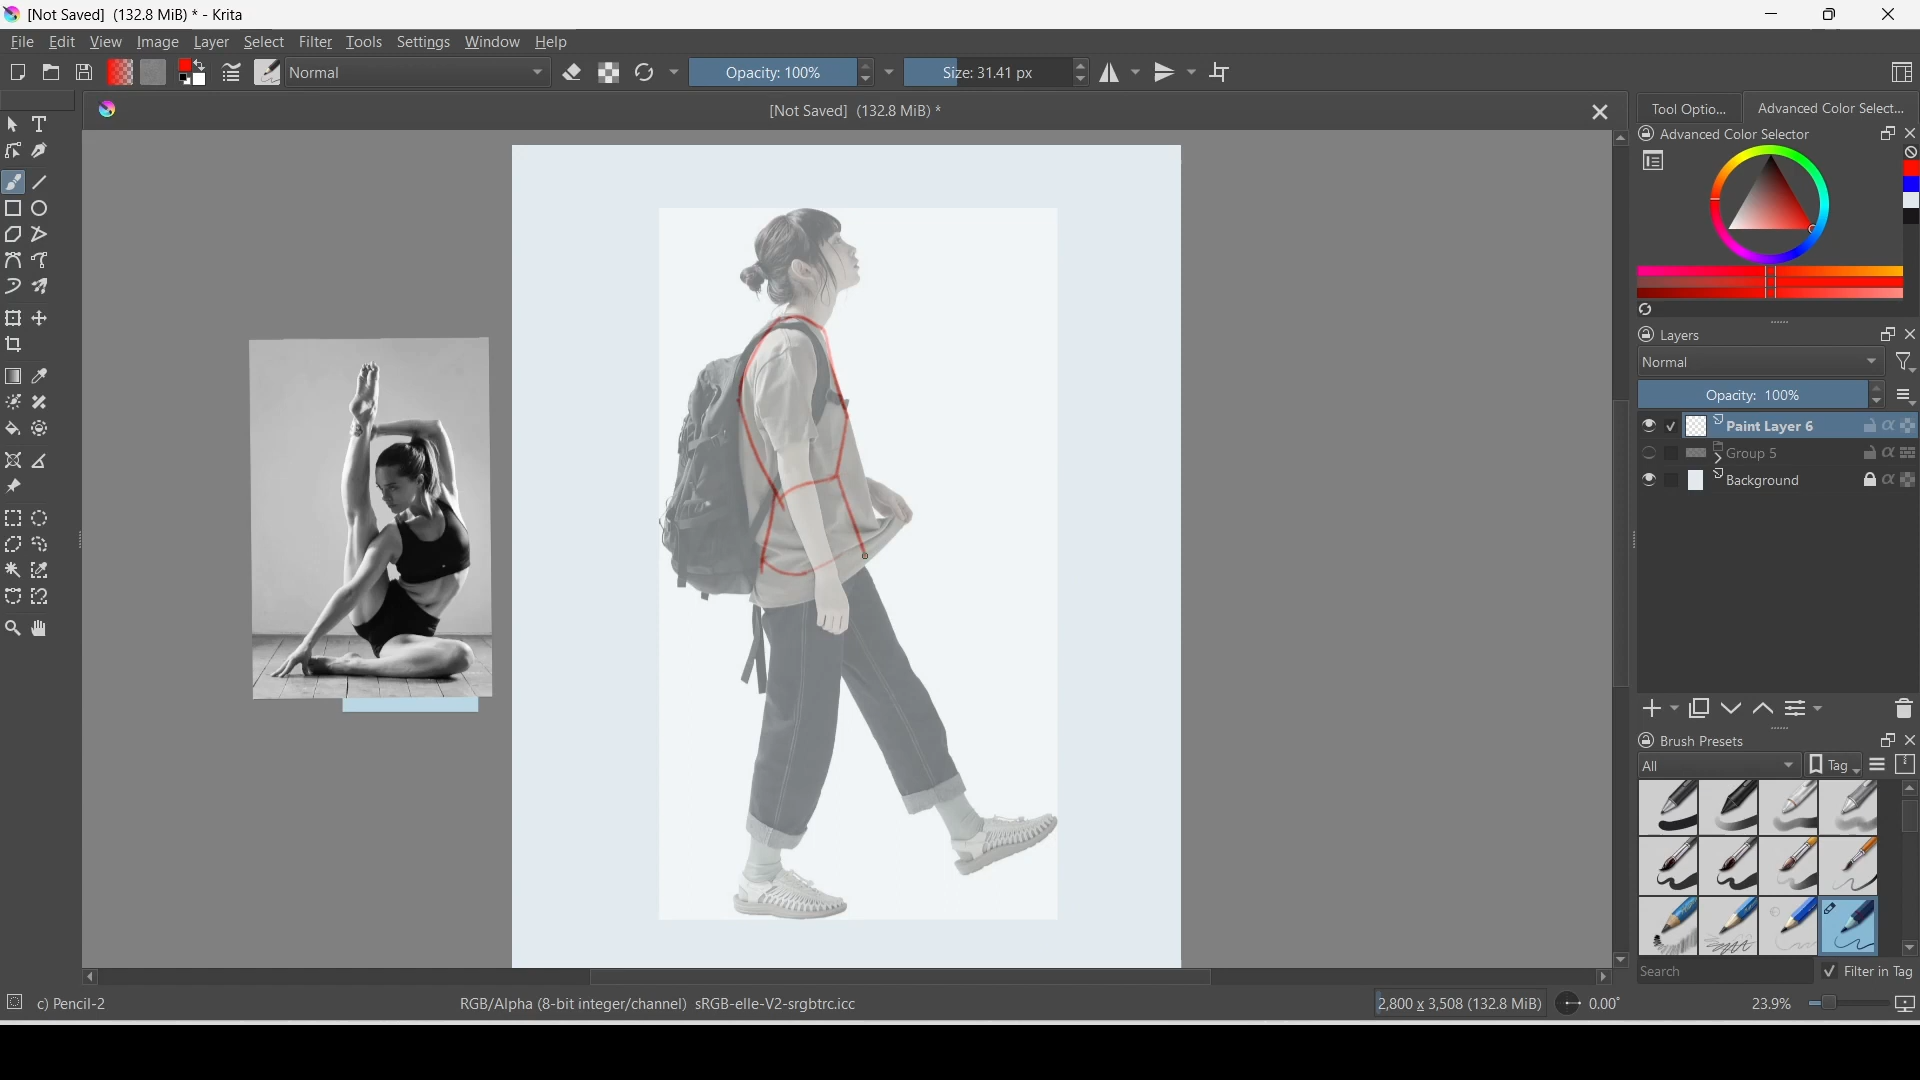 [Not Saved]  (132.8 MiB) * - Krita
File Edit View Image Layer Select Filter Tools Settings Window Help
Normal Opacity: 100% Size: 31.41 px
[Not Saved]  (132.8 MiB) *
Tool Optio... Advanced Color Select...
Advanced Color Selector
Layers
Normal
Opacity:  100%
Paint Layer 6
Group 5
Background
Brush Presets
All Tag
Search Filter in Tag
c) Pencil-2 RGB/Alpha (8-bit integer/channel)  sRGB-elle-V2-srgbtrc.icc 2,800 x 3,508 (132.8 MiB) 0.00° 23.9%